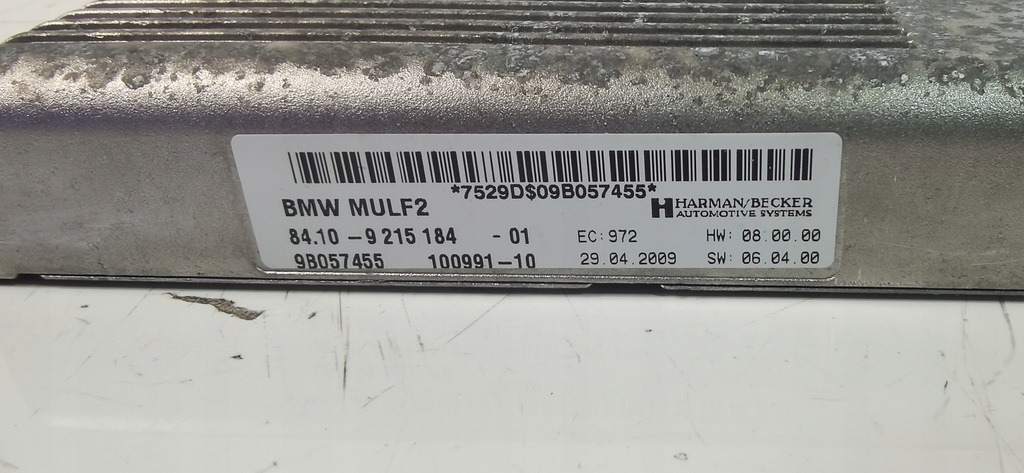 *7529D$09B057455*
BMW MULF2
HARMAN/BECKER
AUTOMOTIVE SYSTEMS
84.10 - 9 215 184 - 01 EC: 972 HW: 08.00.00
9B057455 100991-10 29.04.2009 SW: 06.04.00